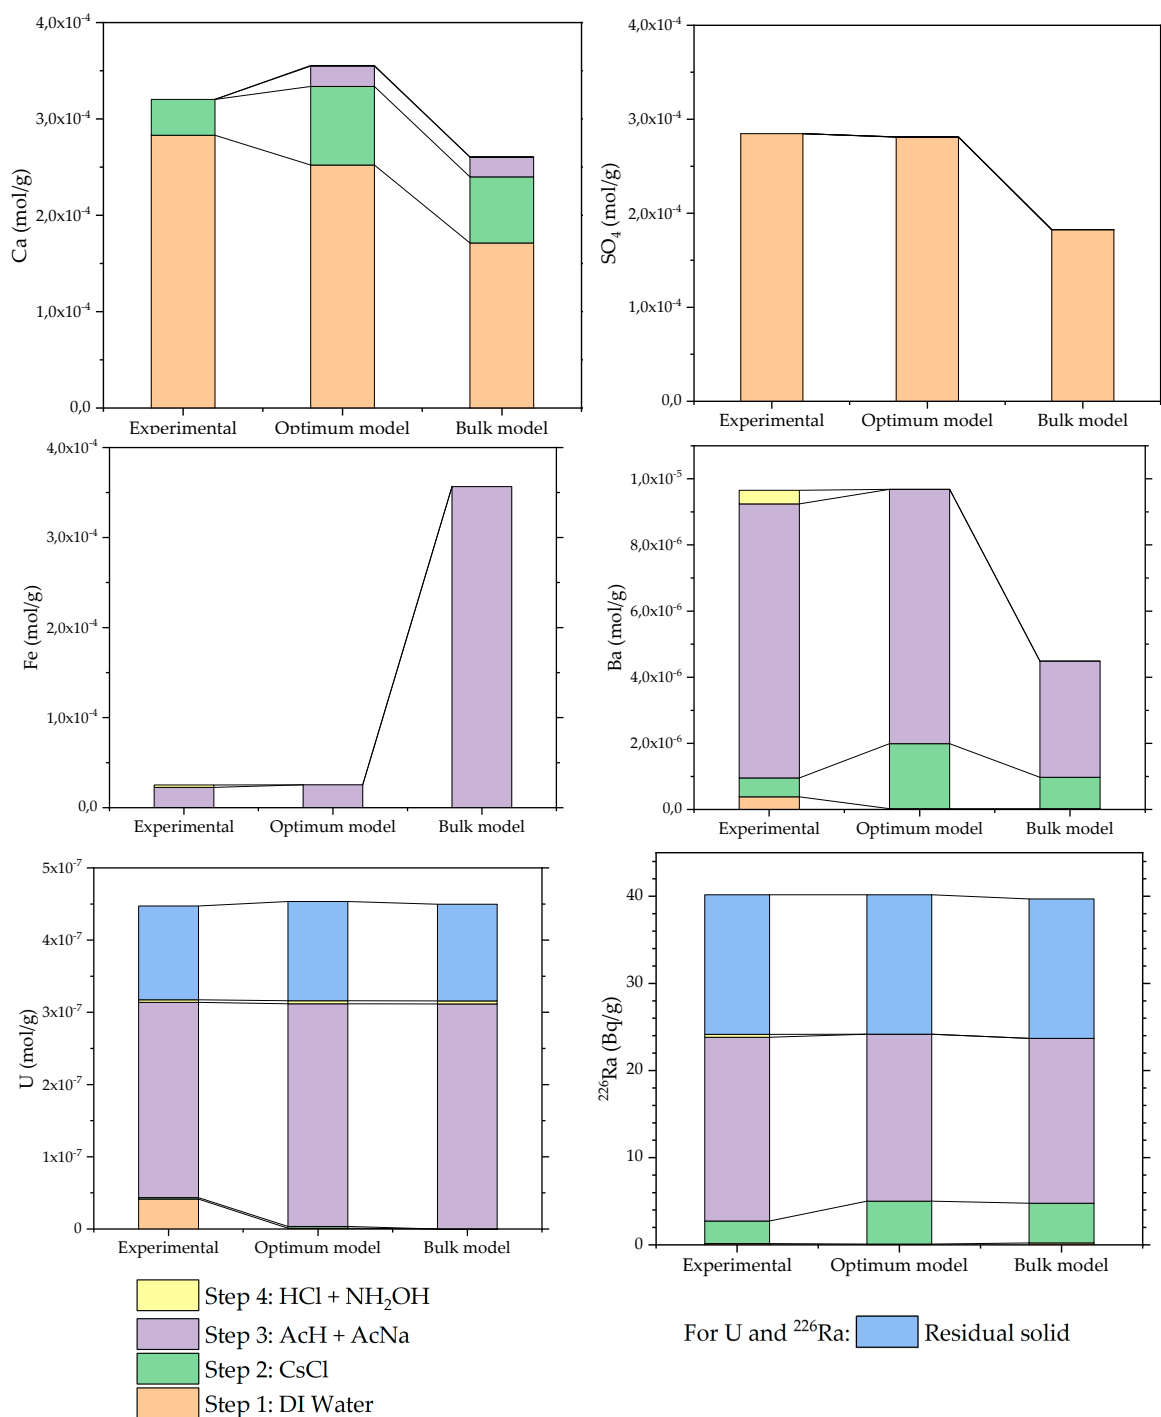 Ca (mol/g)
4,0x10⁻⁴
3,0x10⁻⁴
2,0x10⁻⁴
1,0x10⁻⁴
0,0
Experimental Optimum model Bulk model
SO₄ (mol/g)
4,0x10⁻⁴
3,0x10⁻⁴
2,0x10⁻⁴
1,0x10⁻⁴
0,0
Experimental Optimum model Bulk model
Fe (mol/g)
4,0x10⁻⁴
3,0x10⁻⁴
2,0x10⁻⁴
1,0x10⁻⁴
0,0
Experimental Optimum model Bulk model
Ba (mol/g)
1,0x10⁻⁵
8,0x10⁻⁶
6,0x10⁻⁶
4,0x10⁻⁶
2,0x10⁻⁶
0,0
Experimental Optimum model Bulk model
U (mol/g)
5x10⁻⁷
4x10⁻⁷
3x10⁻⁷
2x10⁻⁷
1x10⁻⁷
0
Experimental Optimum model Bulk model
²²⁶Ra (Bq/g)
40
30
20
10
0
Experimental Optimum model Bulk model
Step 4: HCl + NH₂OH
Step 3: AcH + AcNa
Step 2: CsCl
Step 1: DI Water
For U and ²²⁶Ra: Residual solid